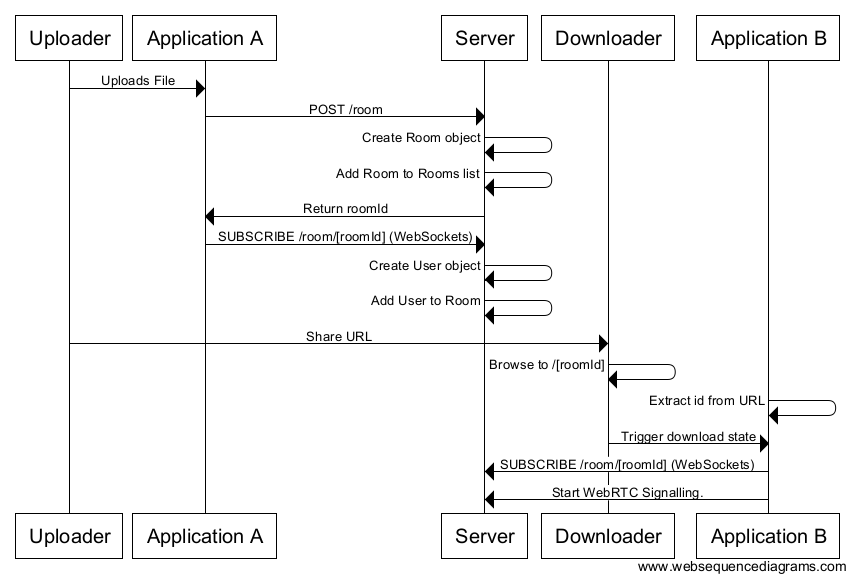 Uploader
Application A
Server
Downloader
Application B
Uploads File
POST /room
Create Room object
Add Room to Rooms list
Return roomId
SUBSCRIBE /room/[roomId] (WebSockets)
Create User object
Add User to Room
Share URL
Browse to /[roomId]
Extract id from URL
Trigger download state
SUBSCRIBE /room/[roomId] (WebSockets)
Start WebRTC Signalling.
Uploader
Application A
Server
Downloader
Application B
www.websequencediagrams.com